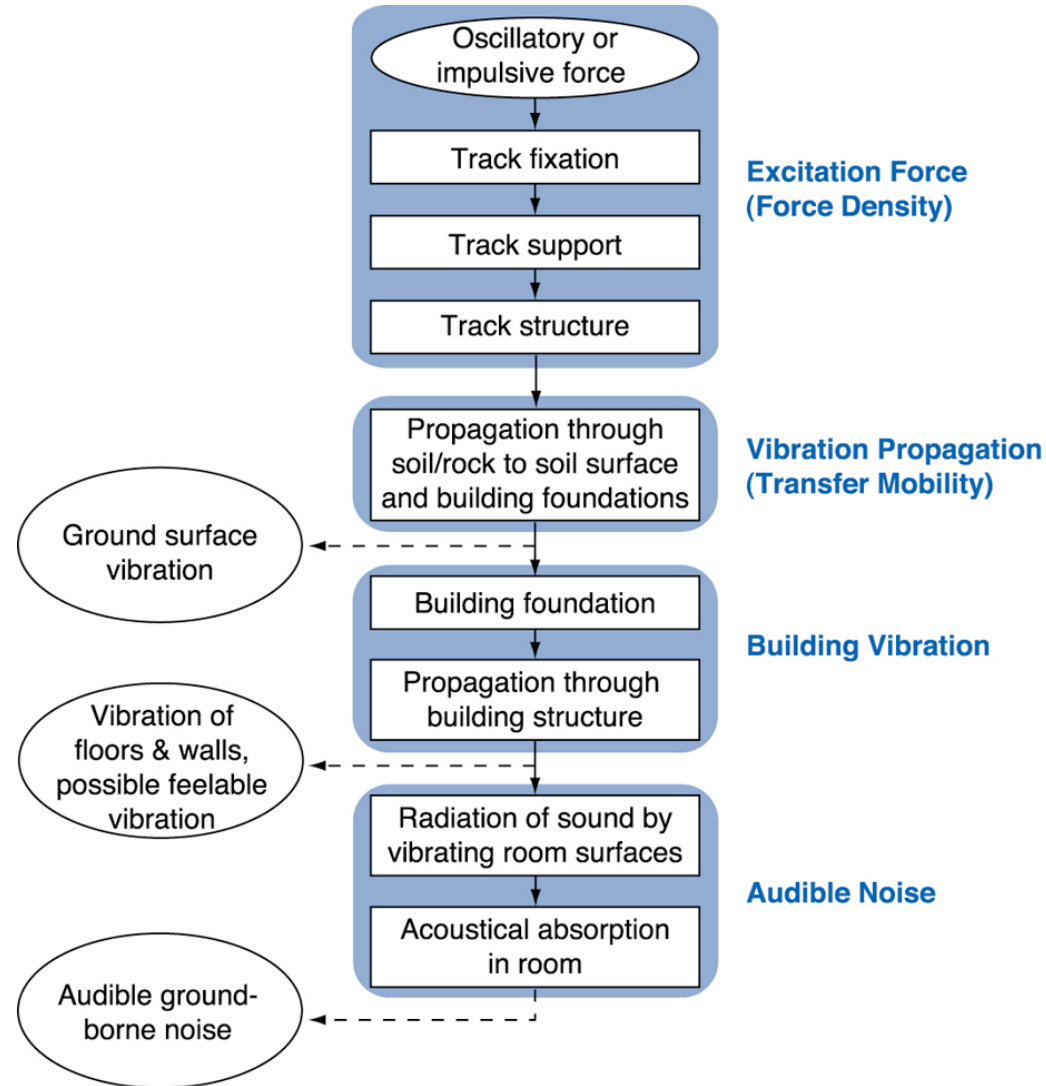 Oscillatory or
impulsive force
Track fixation
Excitation Force
(Force Density)
Track support
Track structure
Propagation through
soil/rock to soil surface
and building foundations
Vibration Propagation
(Transfer Mobility)
Ground surface
vibration
Building foundation
Building Vibration
Propagation through
building structure
Vibration of
floors & walls,
possible feelable
vibration
Radiation of sound by
vibrating room surfaces
Audible Noise
Acoustical absorption
in room
Audible ground-
borne noise